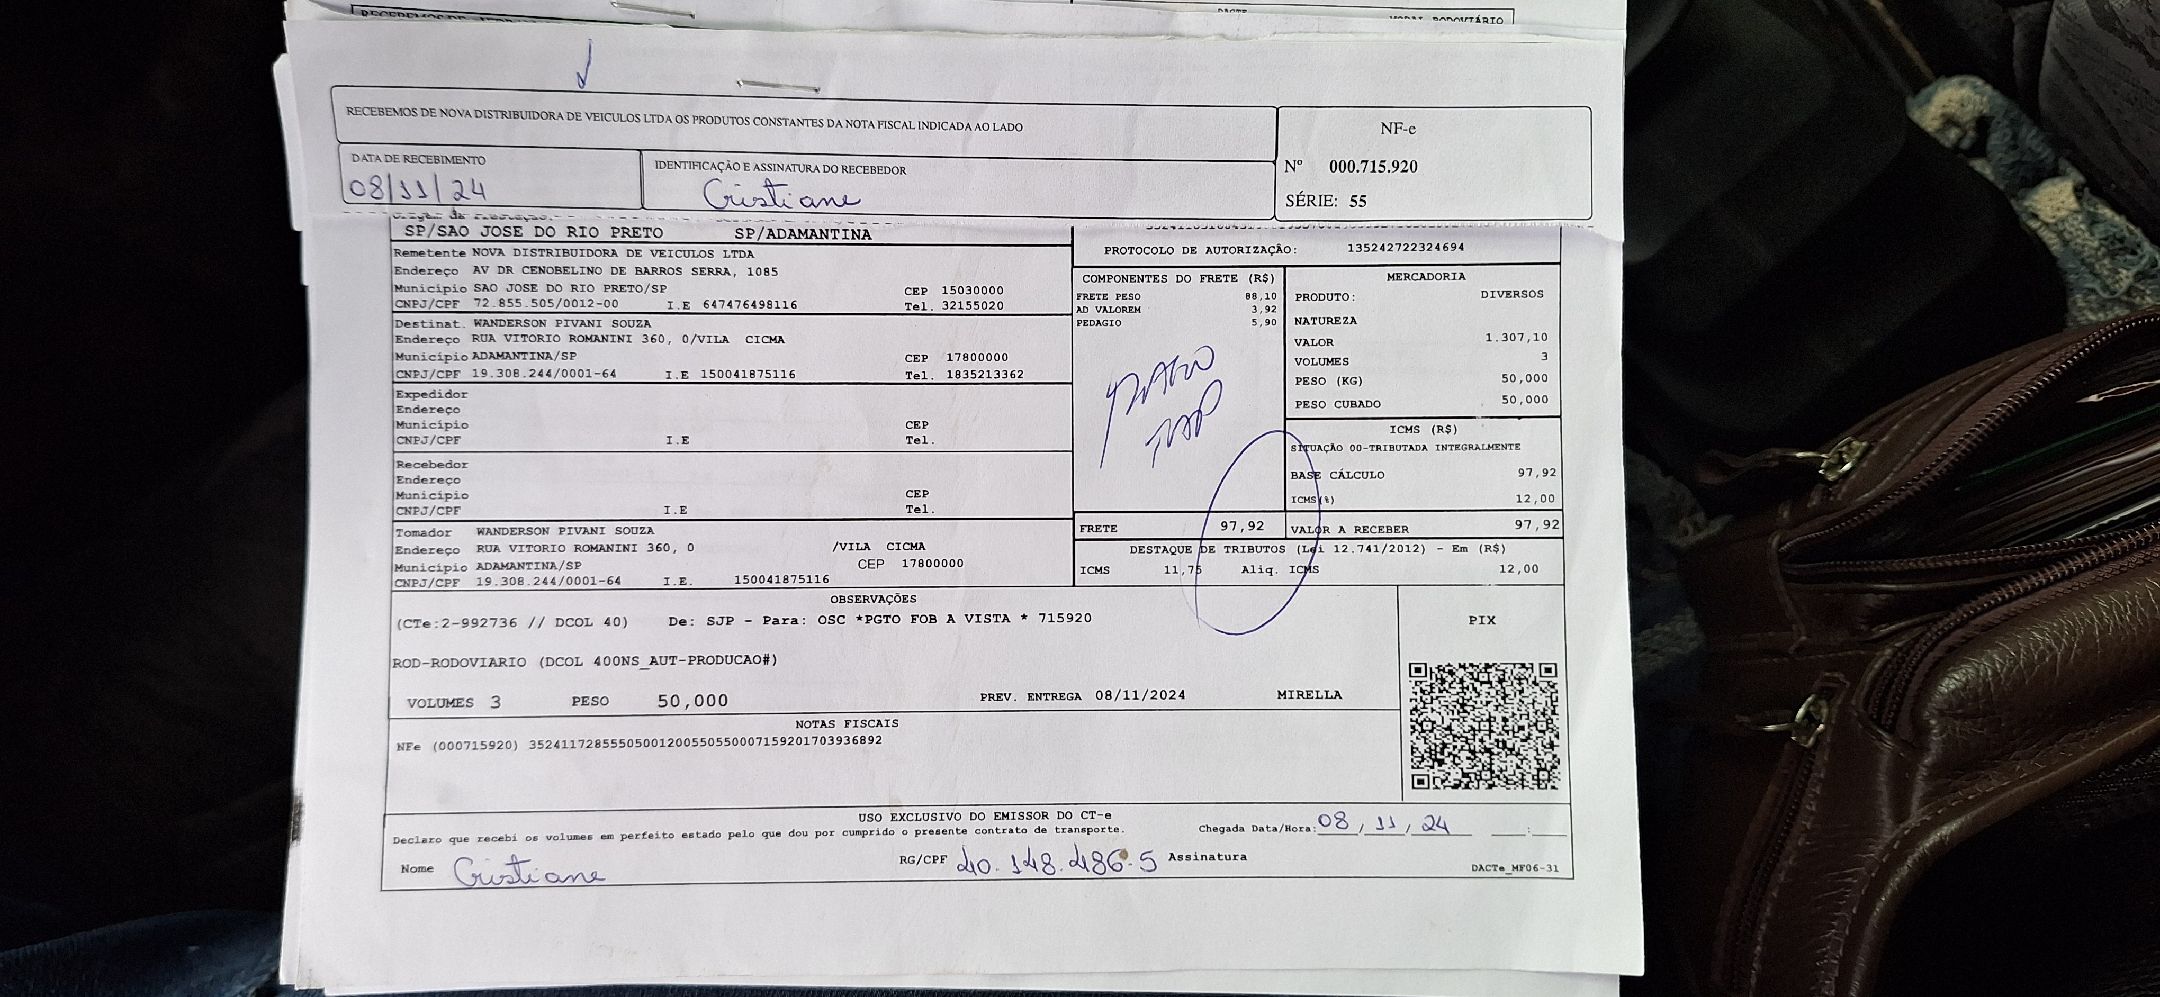 DACTE
MODAL RODOVIÁRIO
RECEBEMOS DE NOVA DISTRIBUIDORA DE VEICULOS LTDA OS PRODUTOS CONSTANTES DA NOTA FISCAL INDICADA AO LADO
NF-e
Nº 000.715.920
SÉRIE: 55
DATA DE RECEBIMENTO
08/11/24
IDENTIFICAÇÃO E ASSINATURA DO RECEBEDOR
Cristiane
SP/SAO JOSE DO RIO PRETO SP/ADAMANTINA
Remetente NOVA DISTRIBUIDORA DE VEICULOS LTDA
Endereço AV DR CENOBELINO DE BARROS SERRA, 1085
Município SAO JOSE DO RIO PRETO/SP CEP 15030000
CNPJ/CPF 72.855.505/0012-00 I.E 647476498116 Tel. 32155020
Destinat. WANDERSON PIVANI SOUZA
Endereço RUA VITORIO ROMANINI 360, 0/VILA CICMA
Município ADAMANTINA/SP CEP 17800000
CNPJ/CPF 19.308.244/0001-64 I.E 150041875116 Tel. 1835213362
Expedidor
Endereço
Município CEP
CNPJ/CPF I.E Tel.
Recebedor
Endereço
Município CEP
CNPJ/CPF I.E Tel.
Tomador WANDERSON PIVANI SOUZA
Endereço RUA VITORIO ROMANINI 360, 0 /VILA CICMA
Município ADAMANTINA/SP CEP 17800000
CNPJ/CPF 19.308.244/0001-64 I.E. 150041875116
PROTOCOLO DE AUTORIZAÇÃO: 135242722324694
COMPONENTES DO FRETE (R$)
FRETE PESO 88,10
AD VALOREM 3,92
PEDAGIO 5,90
FRETE 97,92
MERCADORIA
PRODUTO: DIVERSOS
NATUREZA
VALOR 1.307,10
VOLUMES 3
PESO (KG) 50,000
PESO CUBADO 50,000
ICMS (R$)
SITUAÇÃO 00-TRIBUTADA INTEGRALMENTE
BASE CÁLCULO 97,92
ICMS(%) 12,00
VALOR A RECEBER 97,92
DESTAQUE DE TRIBUTOS (Lei 12.741/2012) - Em (R$)
ICMS 11,75 Aliq. ICMS 12,00
OBSERVAÇÕES
(CTe:2-992736 // DCOL 40) De: SJP - Para: OSC *PGTO FOB A VISTA * 715920
ROD-RODOVIARIO (DCOL 400NS_AUT-PRODUCAO#)
VOLUMES 3 PESO 50,000 PREV. ENTREGA 08/11/2024 MIRELLA
PIX
NOTAS FISCAIS
NFe (000715920) 35241172855505001200550550007159201703936892
USO EXCLUSIVO DO EMISSOR DO CT-e
Declaro que recebi os volumes em perfeito estado pelo que dou por cumprido o presente contrato de transporte.
Chegada Data/Hora: 08/11/24 __:__
Nome Cristiane RG/CPF 40.148.486.5 Assinatura
DACTe_MF06-31